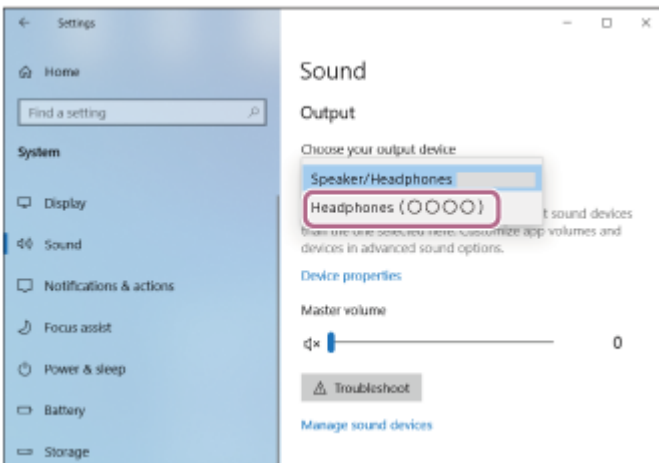 Settings
Home
Find a setting
System
Display
Sound
Notifications & actions
Focus assist
Power & sleep
Battery
Storage
Sound
Output
Choose your output device
Speaker/Headphones
Headphones (○○○○)
t sound devices
than the one selected here. Customize app volumes and
devices in advanced sound options.
Device properties
Master volume
0
Troubleshoot
Manage sound devices